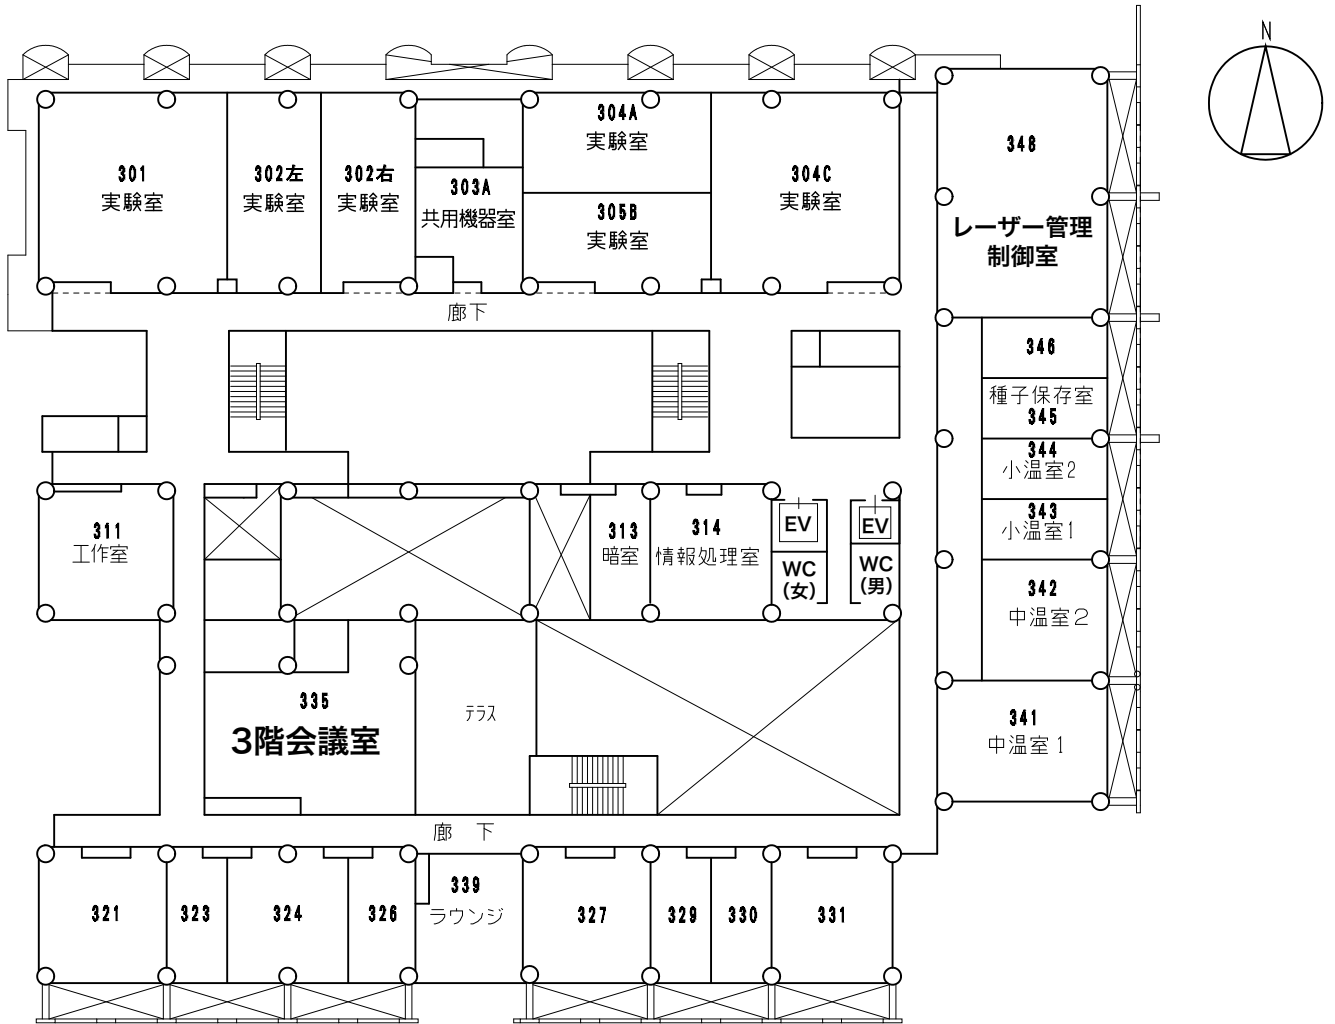 N
301
実験室
302左
実験室
302右
実験室
303A
共用機器室
304A
実験室
305B
実験室
304C
実験室
348
レーザー管理
制御室
廊下
346
種子保存室
345
344
小温室2
343
小温室1
342
中温室2
341
中温室1
311
工作室
313
暗室
314
情報処理室
EV
WC
(女)
EV
WC
(男)
335
3階会議室
テラス
廊 下
321
323
324
326
339
ラウンジ
327
329
330
331